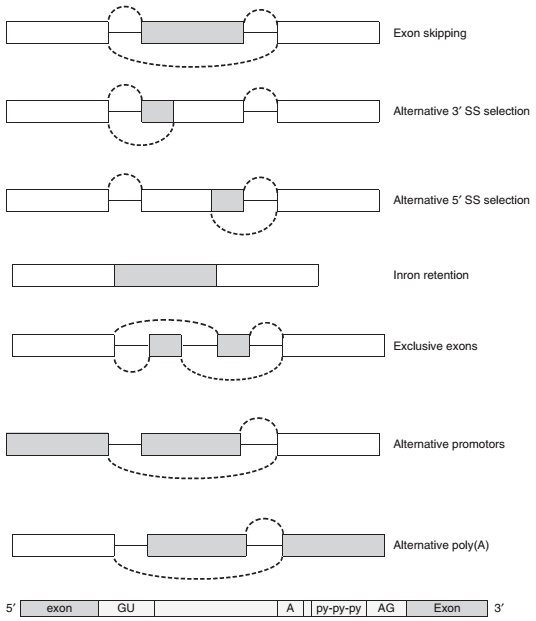 Exon skipping
Alternative 3′ SS selection
Alternative 5′ SS selection
Inron retention
Exclusive exons
Alternative promotors
Alternative poly(A)
5′ exon GU A py-py-py AG Exon 3′